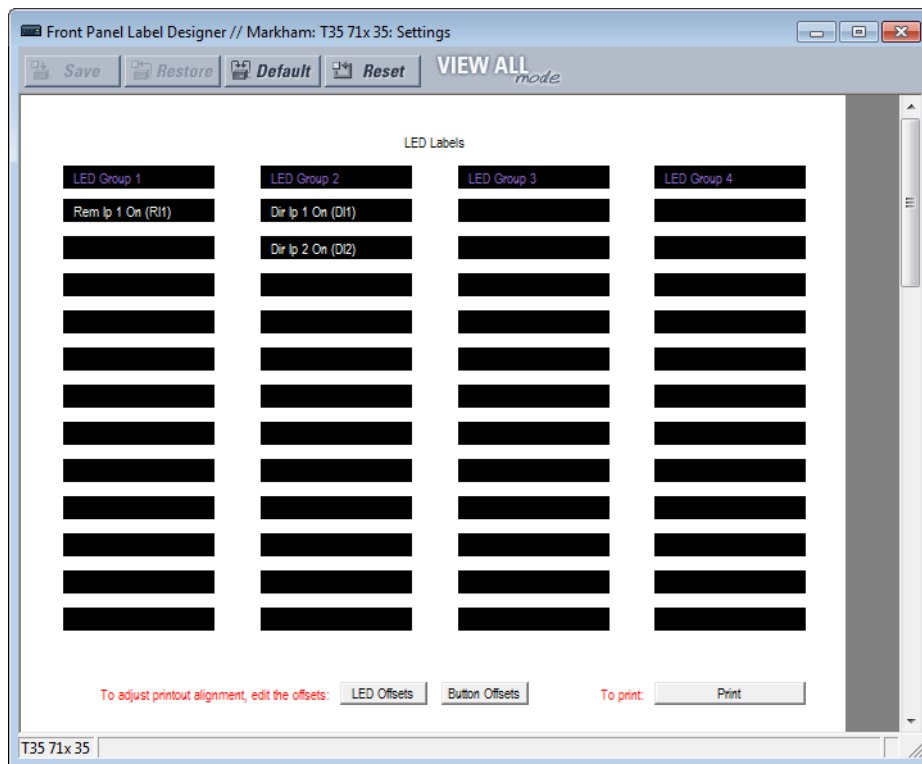 Front Panel Label Designer // Markham: T35 71x 35: Settings
Save Restore Default Reset VIEW ALL mode
LED Labels
LED Group 1 LED Group 2 LED Group 3 LED Group 4
Rem Ip 1 On (RI1) Dir Ip 1 On (DI1)
Dir Ip 2 On (DI2)
To adjust printout alignment, edit the offsets: LED Offsets Button Offsets To print: Print
T35 71x 35